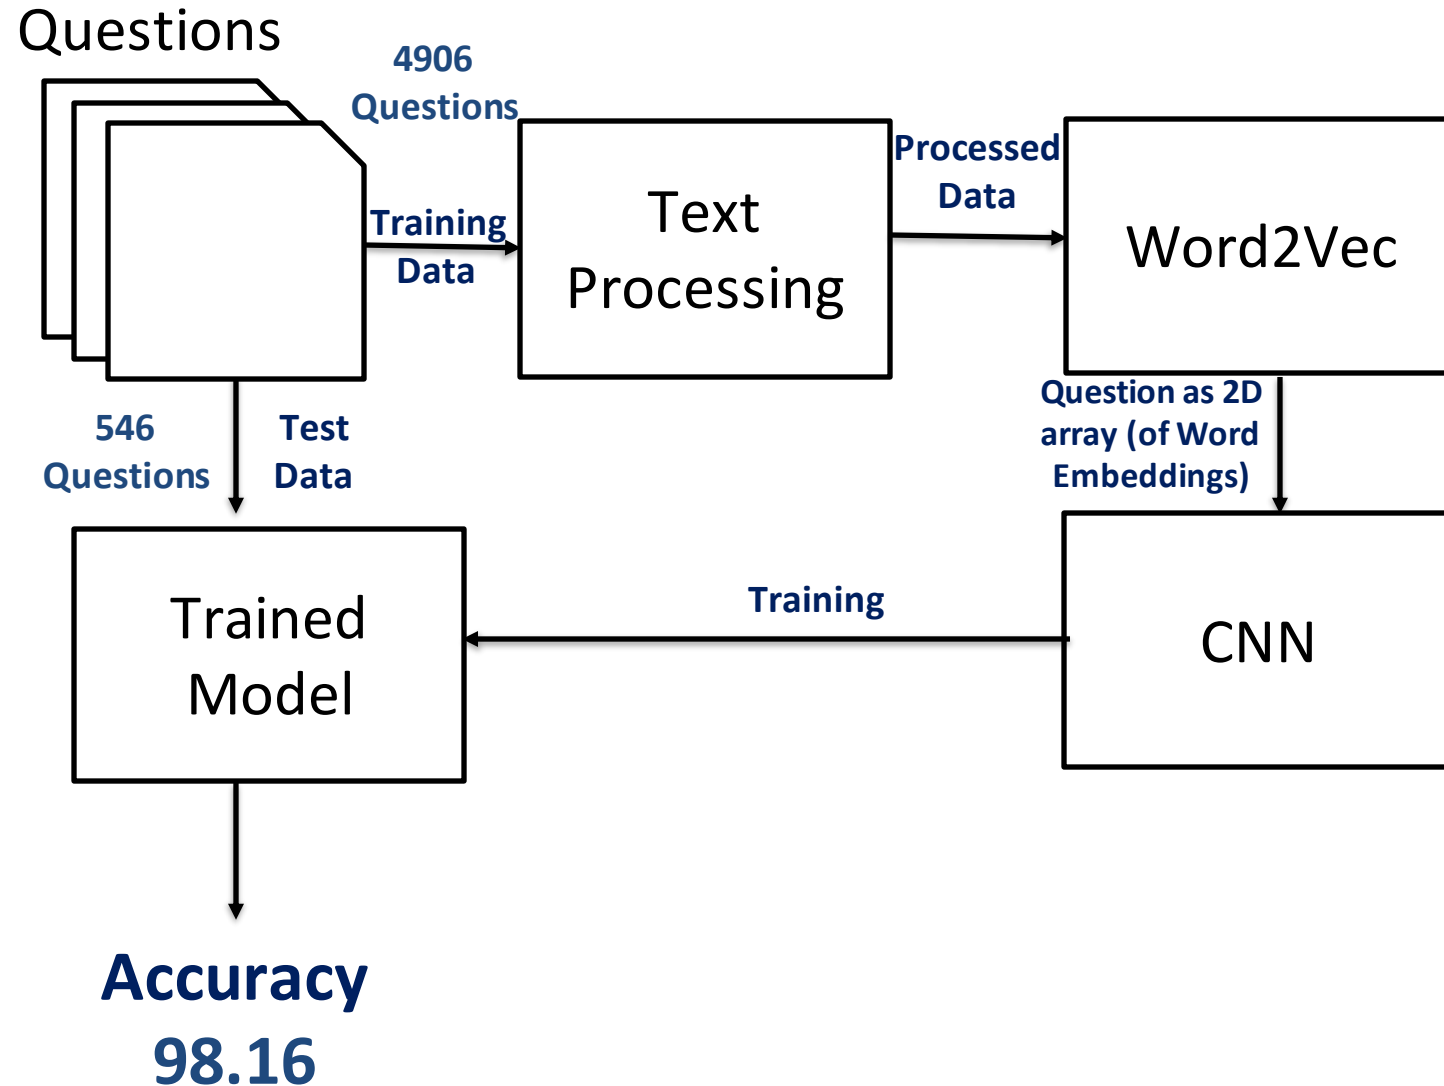 Questions
4906
Questions
Training
Data
Text
Processing
Processed
Data
Word2Vec
546
Questions
Test
Data
Question as 2D
array (of Word
Embeddings)
Trained
Model
Training
CNN
Accuracy
98.16